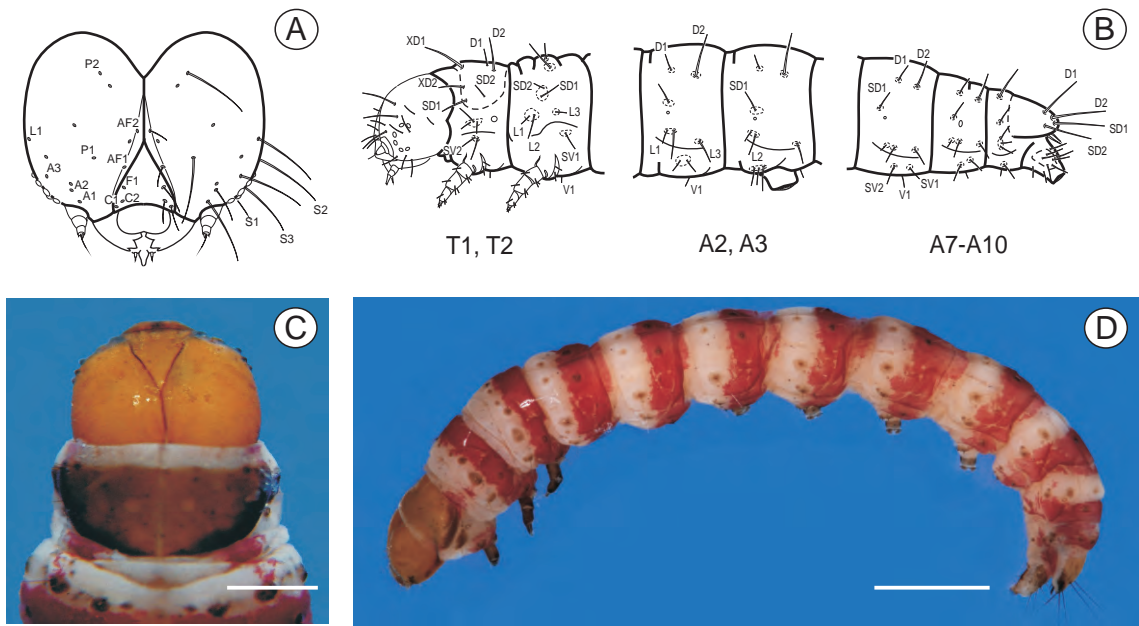 A
P2
L1
AF2
A3
P1
AF1
A2
A1
F1
C1
C2
S1
S2
S3
B
XD1
D1
D2
XD2
SD2
SD1
SD2
SD1
L1
L3
L2
SV2
SV1
V1
T1, T2
D1
D2
SD1
L1
L3
L2
V1
A2, A3
D1
D2
SD1
D1
D2
SD1
SD2
SV2
V1
SV1
A7-A10
C
D